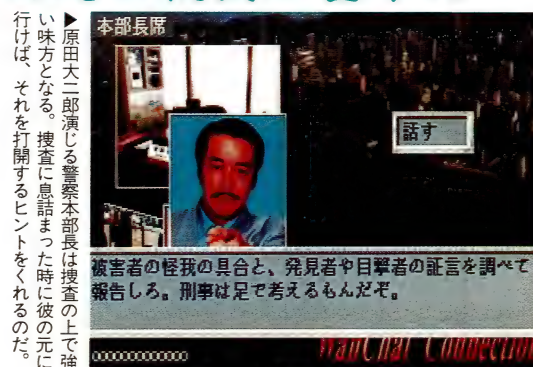 ▶原田大二郎演じる警察本部長は捜査の上で強
い味方となる。捜査に息詰まった時に彼の元に
行けば、それを打開するヒントをくれるのだ。
本部長席
話す
被害者の怪我の具合と、発見者や目撃者の証言を調べて
報告しろ。刑事は足で考えるもんだぞ。
WanChai Connection